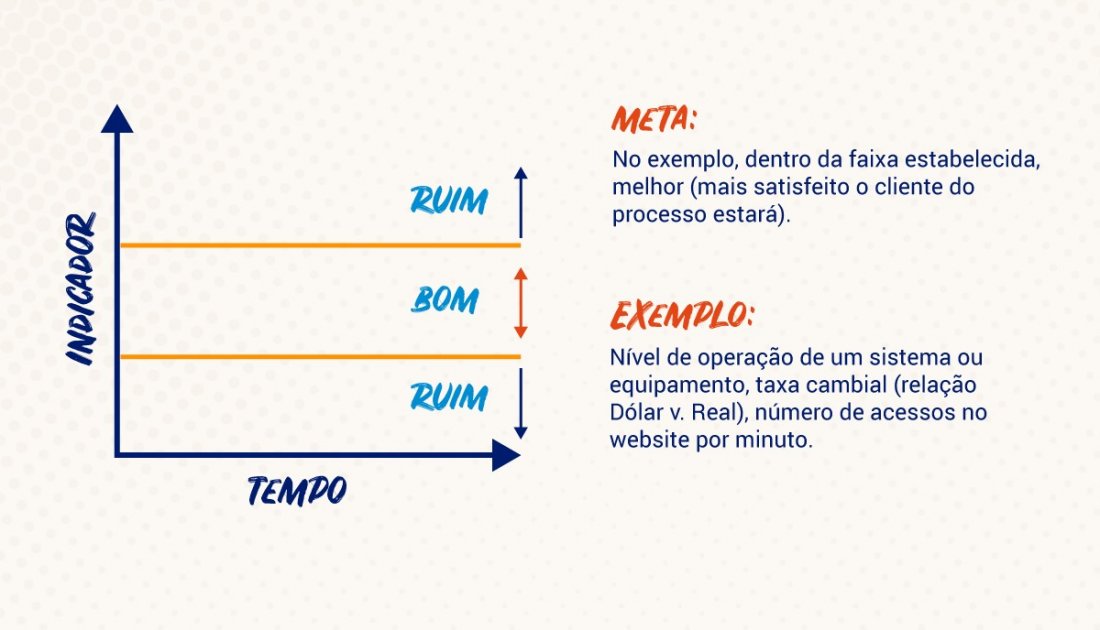 INDICADOR
RUIM
BOM
RUIM
TEMPO
META:
No exemplo, dentro da faixa estabelecida,
melhor (mais satisfeito o cliente do
processo estará).
EXEMPLO:
Nível de operação de um sistema ou
equipamento, taxa cambial (relação
Dólar v. Real), número de acessos no
website por minuto.